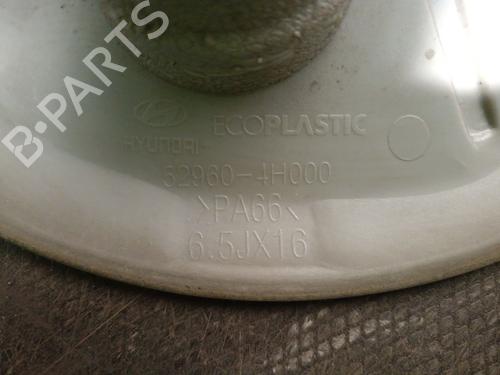 B-PARTS
HYUNDAI ECOPLASTIC
52960-4H000
>PA66<
6.5JX16